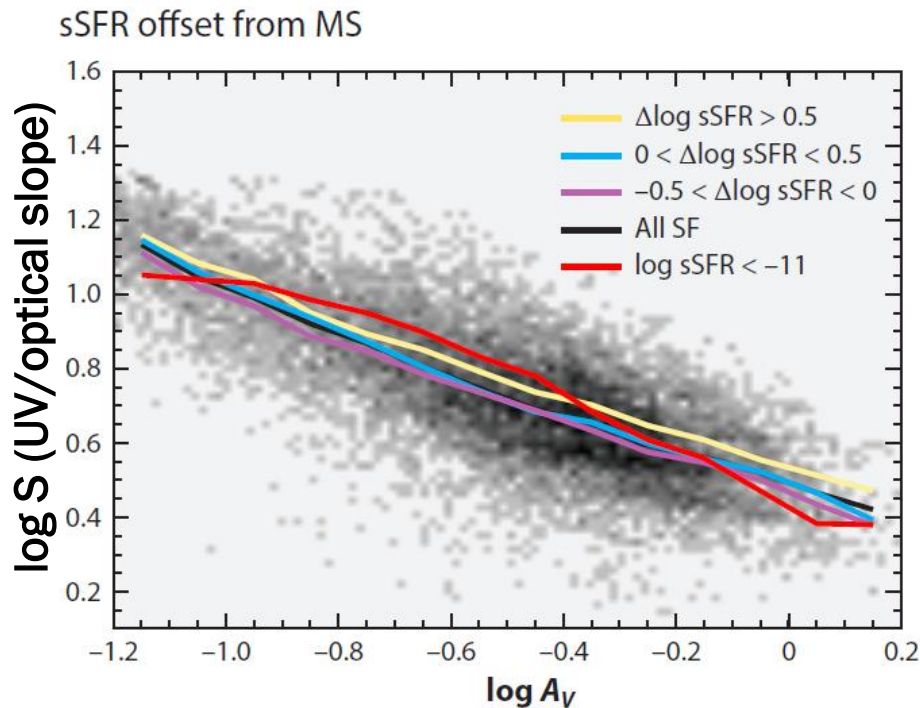 sSFR offset from MS
1.6
1.4
1.2
1.0
0.8
0.6
0.4
0.2
log S (UV/optical slope)
Δlog sSFR > 0.5
0 < Δlog sSFR < 0.5
−0.5 < Δlog sSFR < 0
All SF
log sSFR < −11
−1.2 −1.0 −0.8 −0.6 −0.4 −0.2 0 0.2
log AV